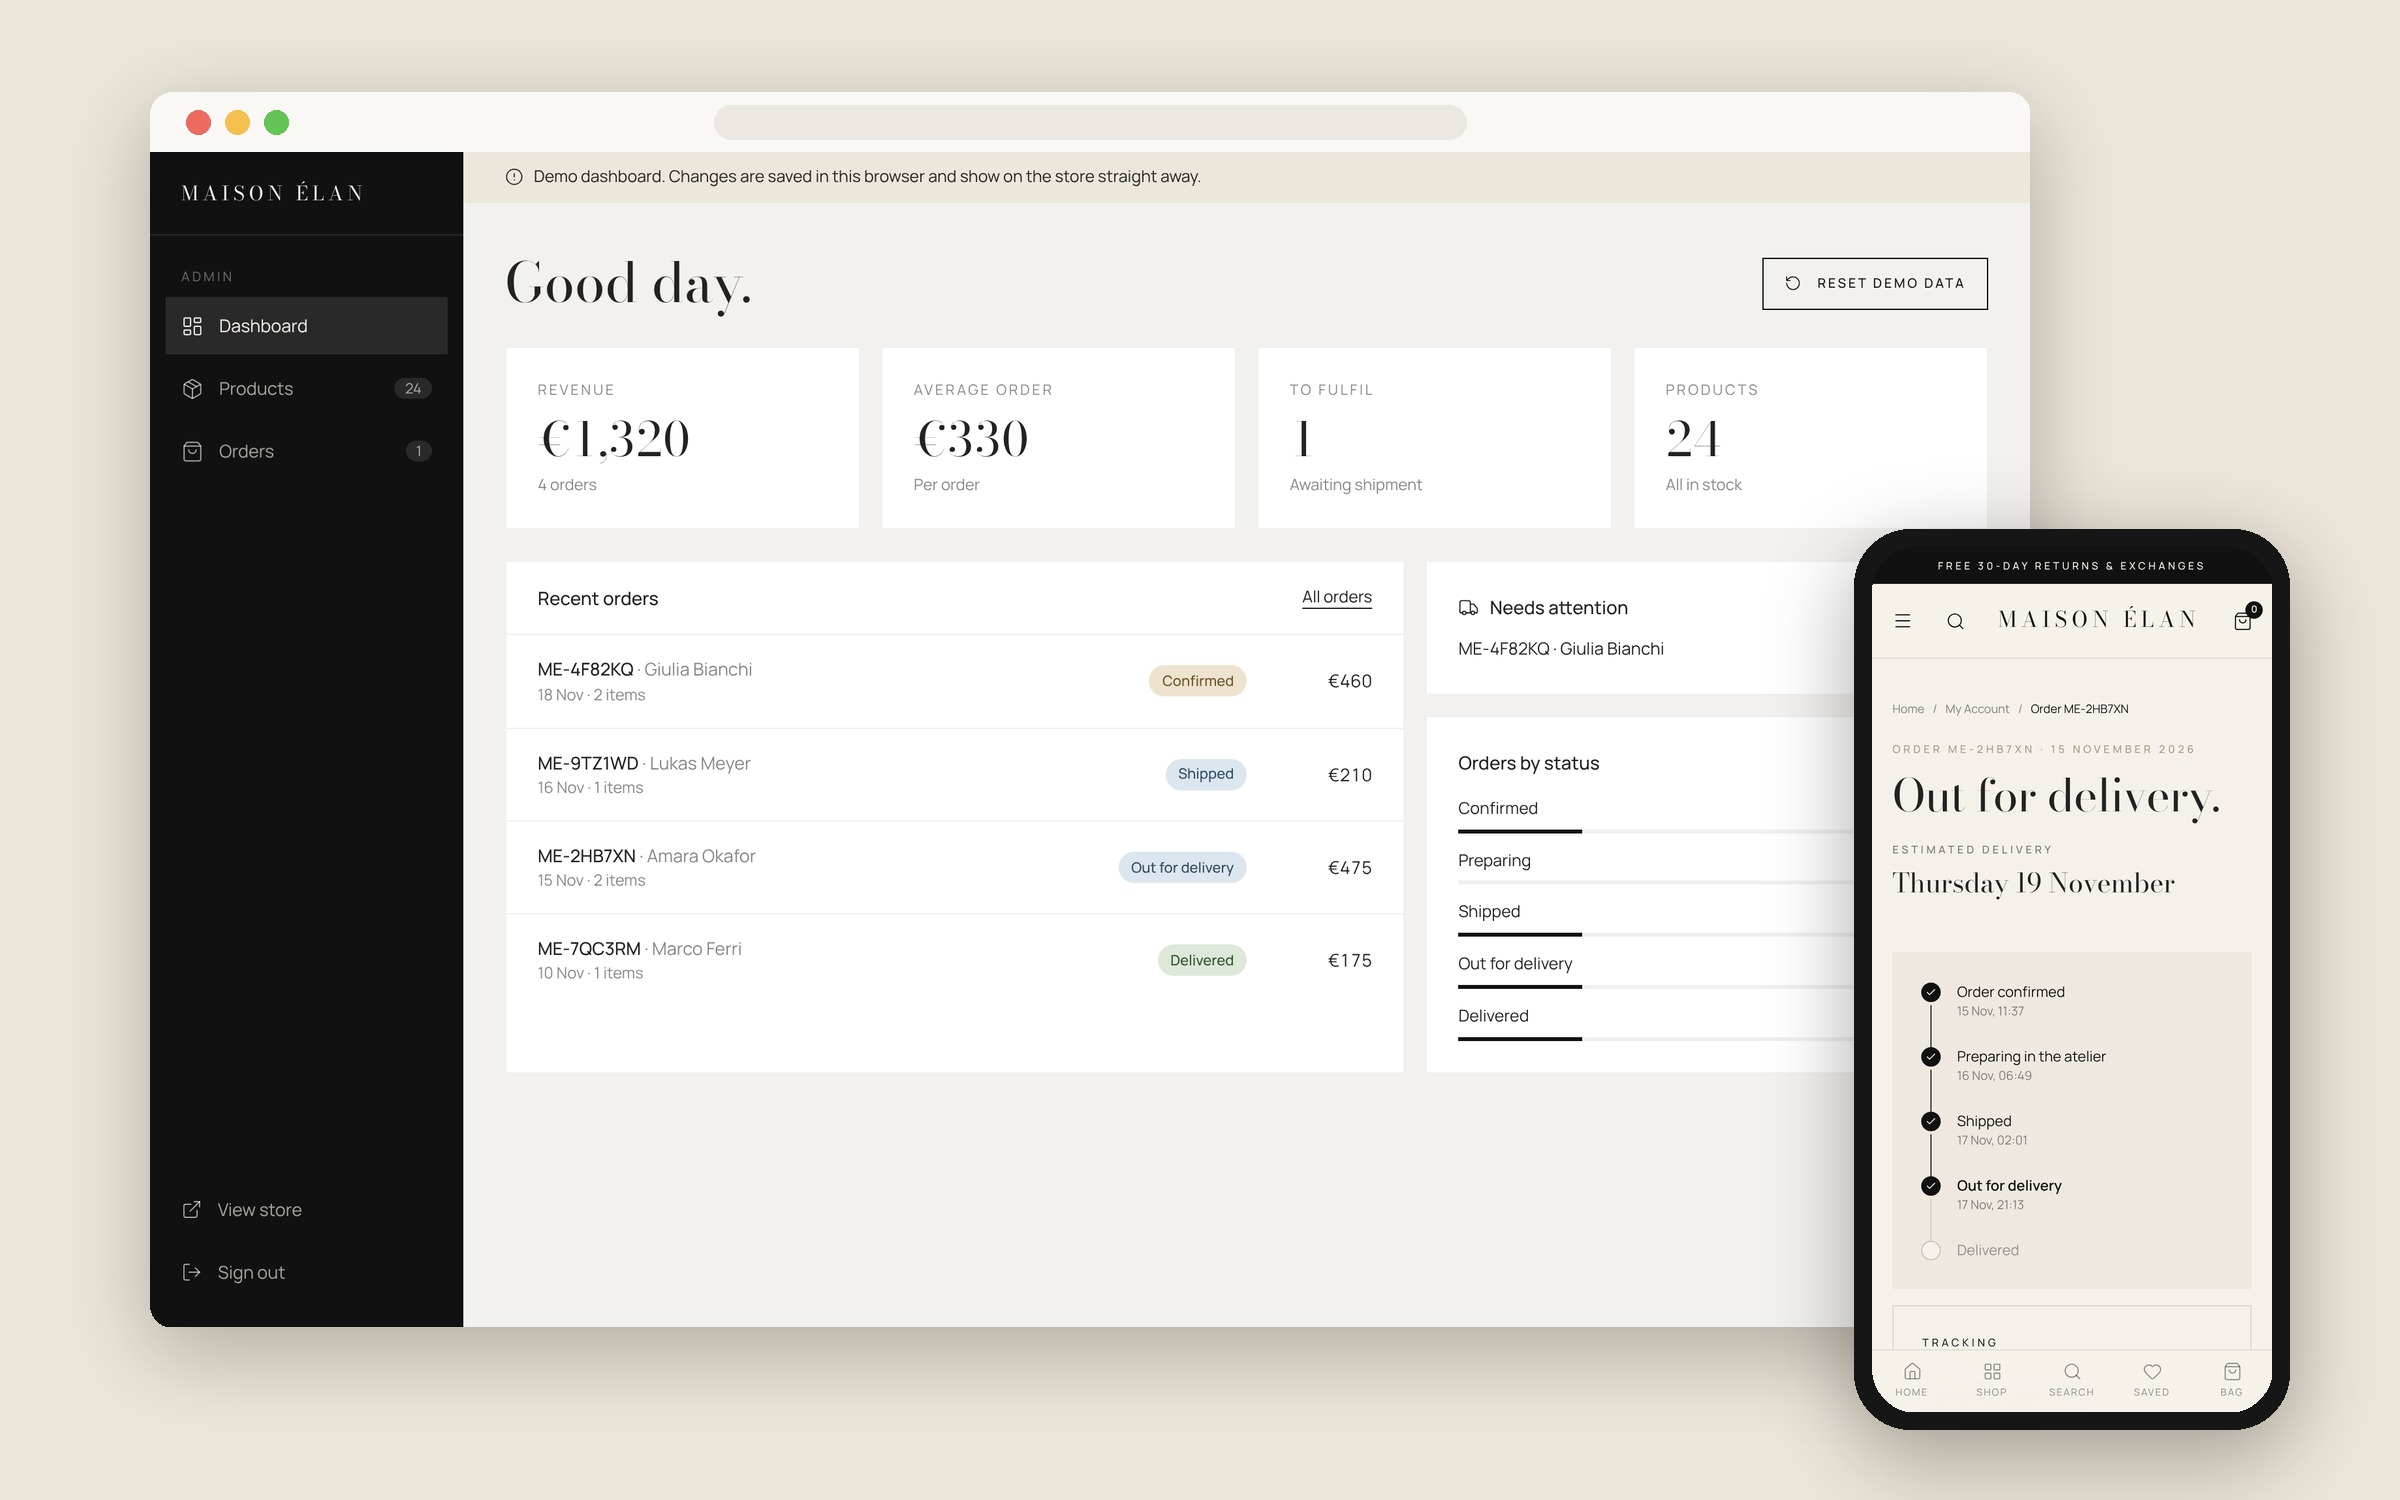 MAISON ÉLAN
ADMIN
Dashboard
Products 24
Orders 1
View store
Sign out
Demo dashboard. Changes are saved in this browser and show on the store straight away.
Good day.
RESET DEMO DATA
REVENUE
€1,320
4 orders
AVERAGE ORDER
€330
Per order
TO FULFIL
1
Awaiting shipment
PRODUCTS
24
All in stock
Recent orders
All orders
ME-4F82KQ · Giulia Bianchi
18 Nov · 2 items
Confirmed
€460
ME-9TZ1WD · Lukas Meyer
16 Nov · 1 items
Shipped
€210
ME-2HB7XN · Amara Okafor
15 Nov · 2 items
Out for delivery
€475
ME-7QC3RM · Marco Ferri
10 Nov · 1 items
Delivered
€175
Needs attention
ME-4F82KQ · Giulia Bianchi
Orders by status
Confirmed
Preparing
Shipped
Out for delivery
Delivered
FREE 30-DAY RETURNS & EXCHANGES
MAISON ÉLAN
0
Home / My Account / Order ME-2HB7XN
ORDER ME-2HB7XN · 15 NOVEMBER 2026
Out for delivery.
ESTIMATED DELIVERY
Thursday 19 November
Order confirmed
15 Nov, 11:37
Preparing in the atelier
16 Nov, 06:49
Shipped
17 Nov, 02:01
Out for delivery
17 Nov, 21:13
Delivered
TRACKING
HOME
SHOP
SEARCH
SAVED
BAG